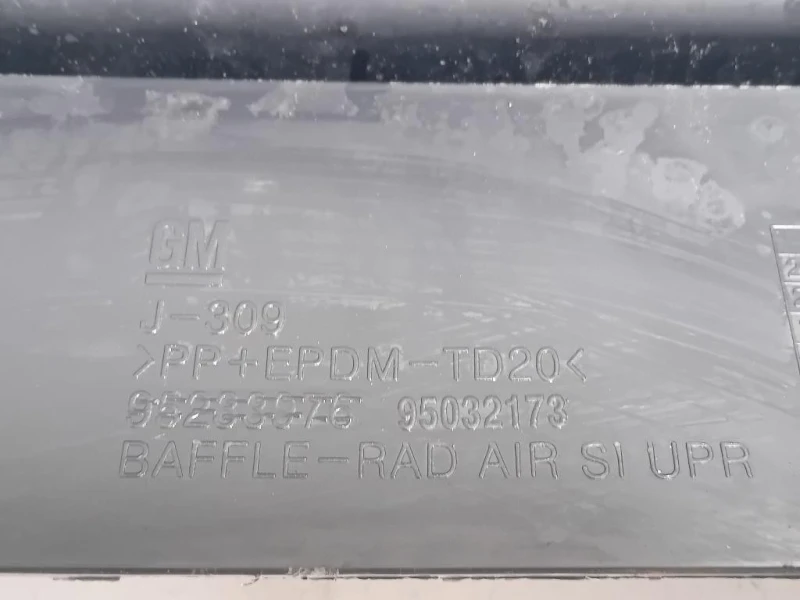 GM
J-309
>PP+EPDM-TD20<
95032173
BAFFLE-RAD AIR SI UPR